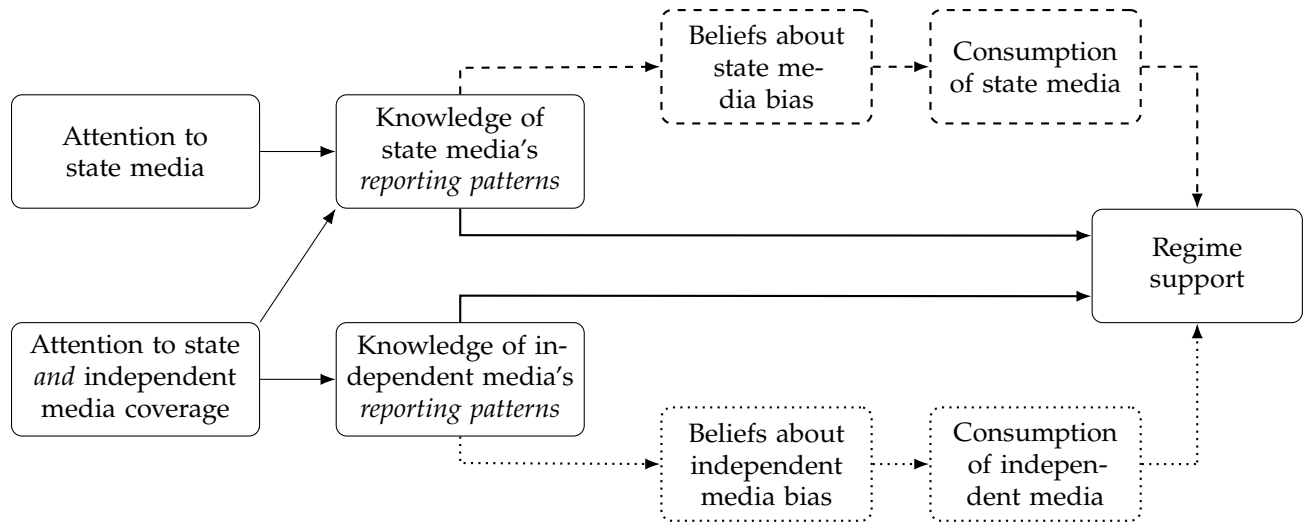 Attention to
state media
Knowledge of
state media's
reporting patterns
Beliefs about
state me-
dia bias
Consumption
of state media
Regime
support
Attention to state
and independent
media coverage
Knowledge of in-
dependent media's
reporting patterns
Beliefs about
independent
media bias
Consumption
of indepen-
dent media